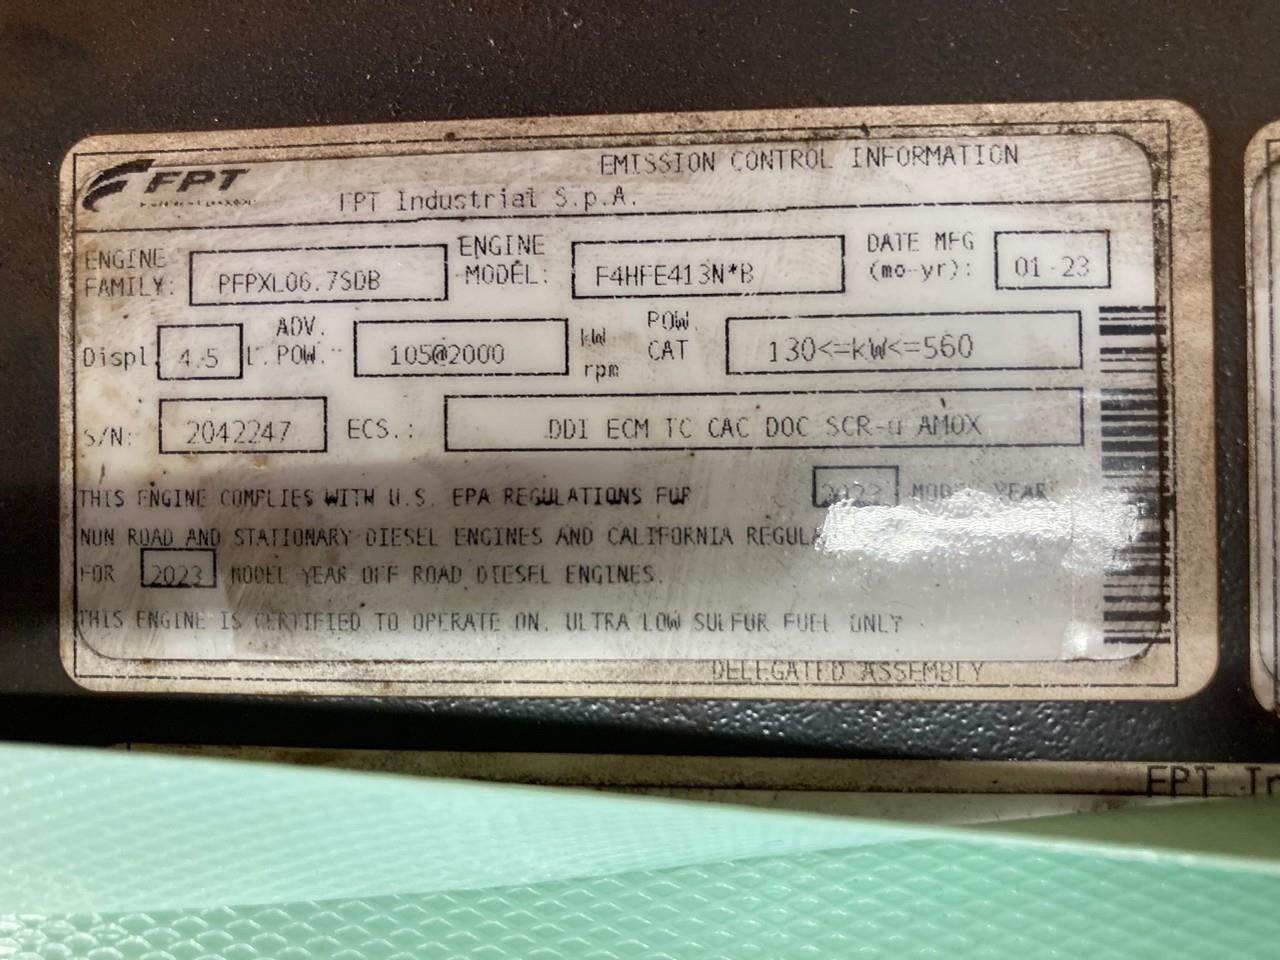 FPT
EMISSION CONTROL INFORMATION
FPT Industrial S.p.A.
ENGINE FAMILY: PFPXL06.7SDB ENGINE MODEL: F4HFE413N*B DATE MFG (mo-yr): 01-23
Displ. 4.5 l. ADV. POW. 105@2000 kW rpm POW. CAT 130<=kW<=560
S/N: 2042247 ECS.: DDI ECM TC CAC DOC SCR-U AMOX
THIS ENGINE COMPLIES WITH U.S. EPA REGULATIONS FOR 2023 MODEL YEAR
NON ROAD AND STATIONARY DIESEL ENGINES AND CALIFORNIA
FOR 2023 MODEL YEAR OFF ROAD DIESEL ENGINES.
THIS ENGINE IS CERTIFIED TO OPERATE ON. ULTRA LOW SULFUR FUEL ONLY
DELEGATED ASSEMBLY
FPT